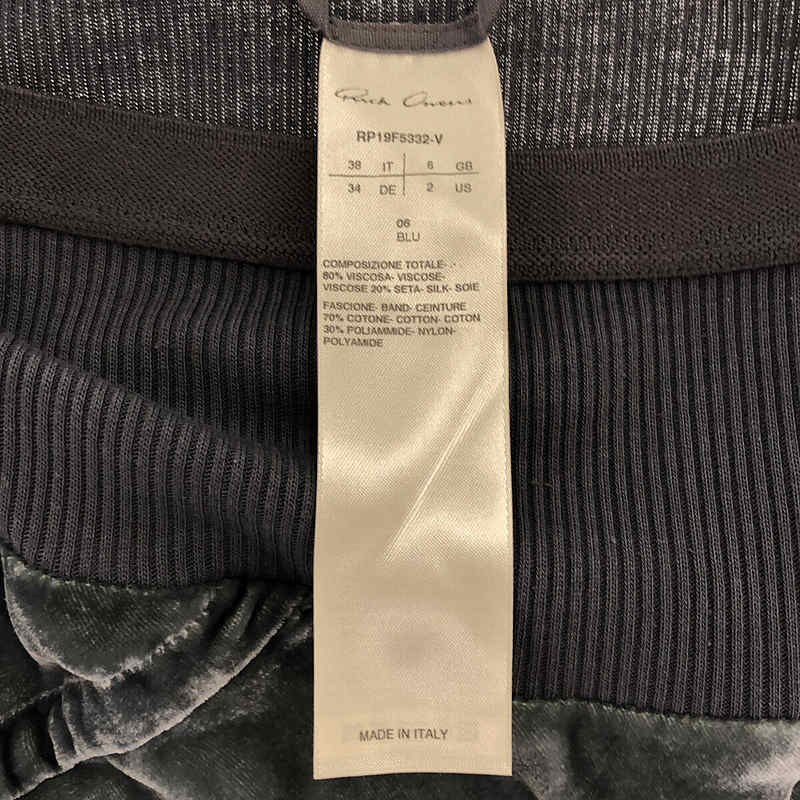 Rick Owens
RP19F5332-V
38 IT 6 GB
34 DE 2 US
06
BLU
COMPOSIZIONE TOTALE- .-
80% VISCOSA- VISCOSE-
VISCOSE 20% SETA- SILK- SOIE
FASCIONE- BAND- CEINTURE
70% COTONE- COTTON- COTON
30% POLIAMMIDE- NYLON-
POLYAMIDE
MADE IN ITALY